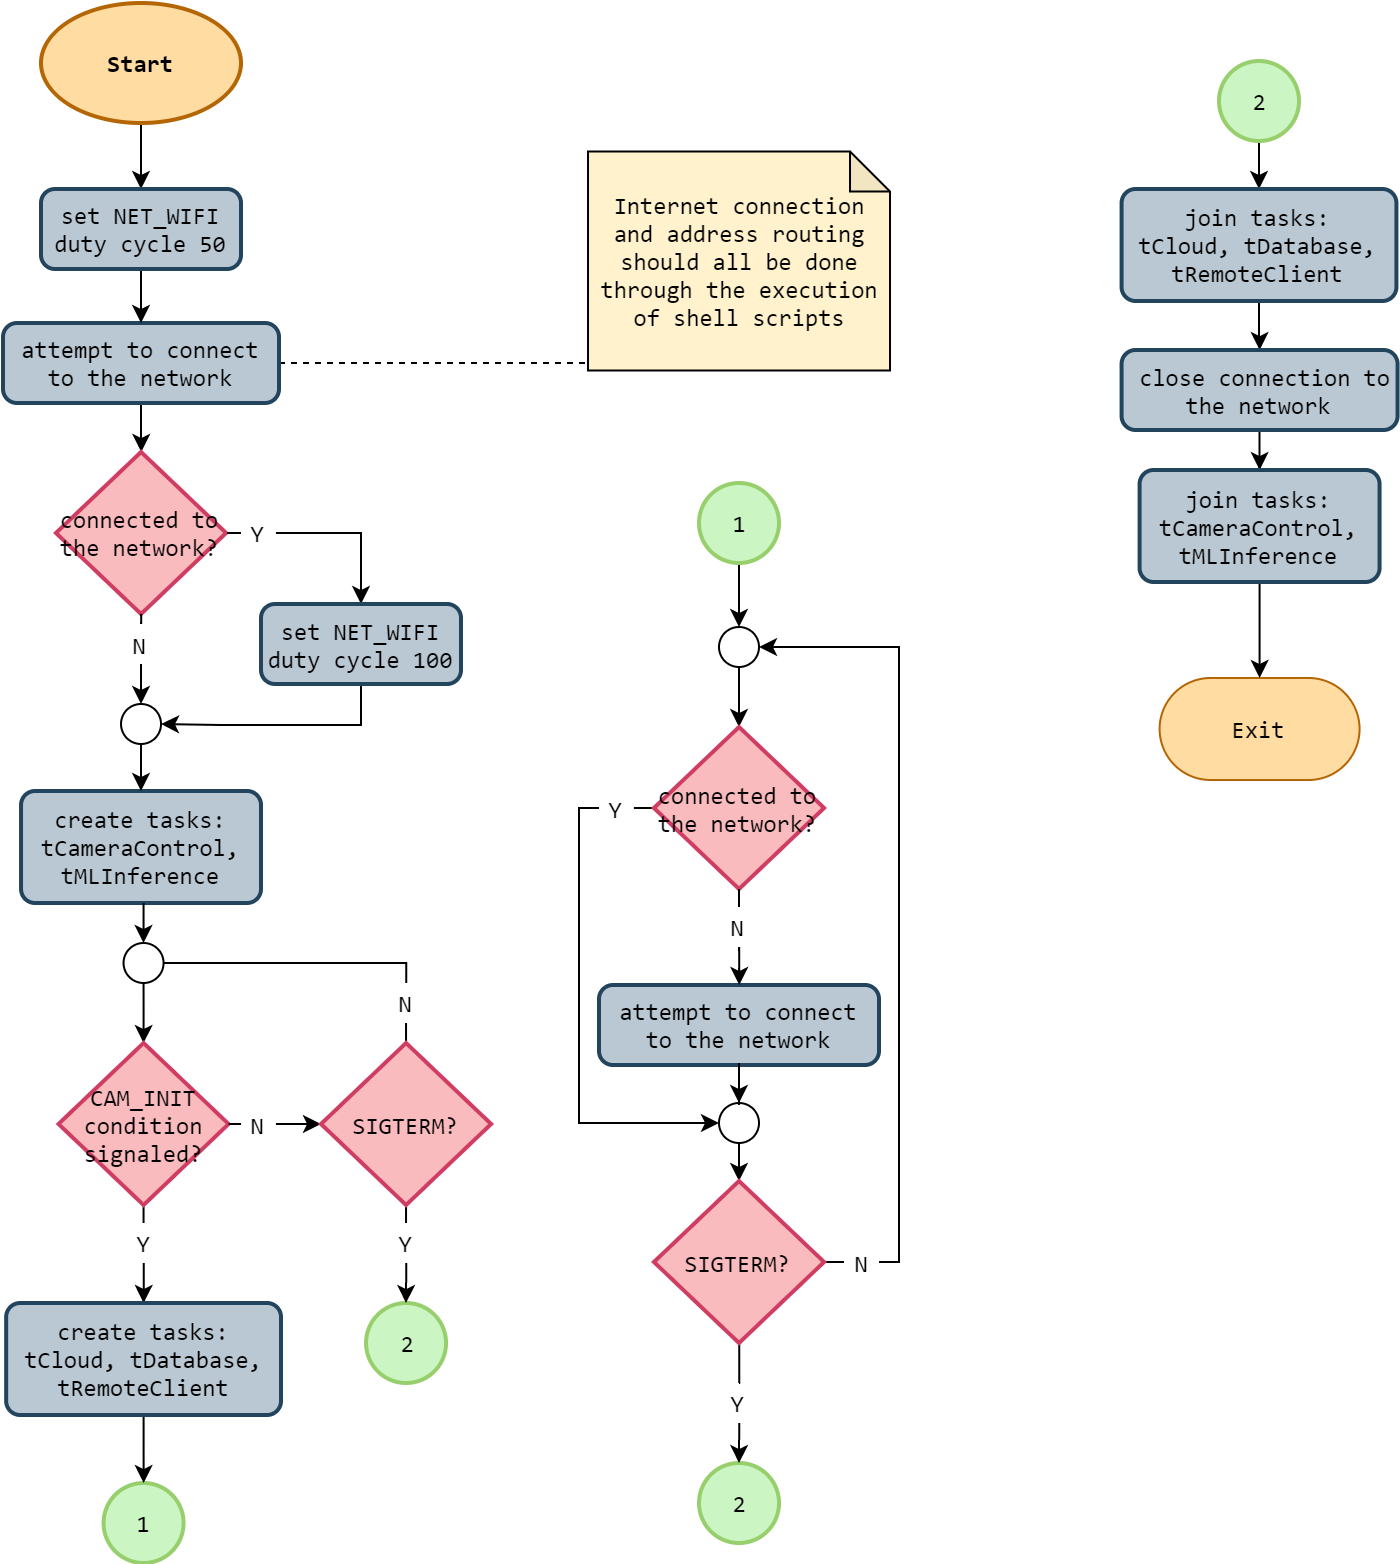 Start
set NET_WIFI
duty cycle 50
attempt to connect
to the network
Internet connection
and address routing
should all be done
through the execution
of shell scripts
connected to
the network?
Y
N
set NET_WIFI
duty cycle 100
create tasks:
tCameraControl,
tMLInference
N
CAM_INIT
condition
signaled?
N
SIGTERM?
Y
Y
create tasks:
tCloud, tDatabase,
tRemoteClient
2
1
1
connected to
the network?
Y
N
attempt to connect
to the network
SIGTERM?
N
Y
2
2
join tasks:
tCloud, tDatabase,
tRemoteClient
close connection to
the network
join tasks:
tCameraControl,
tMLInference
Exit